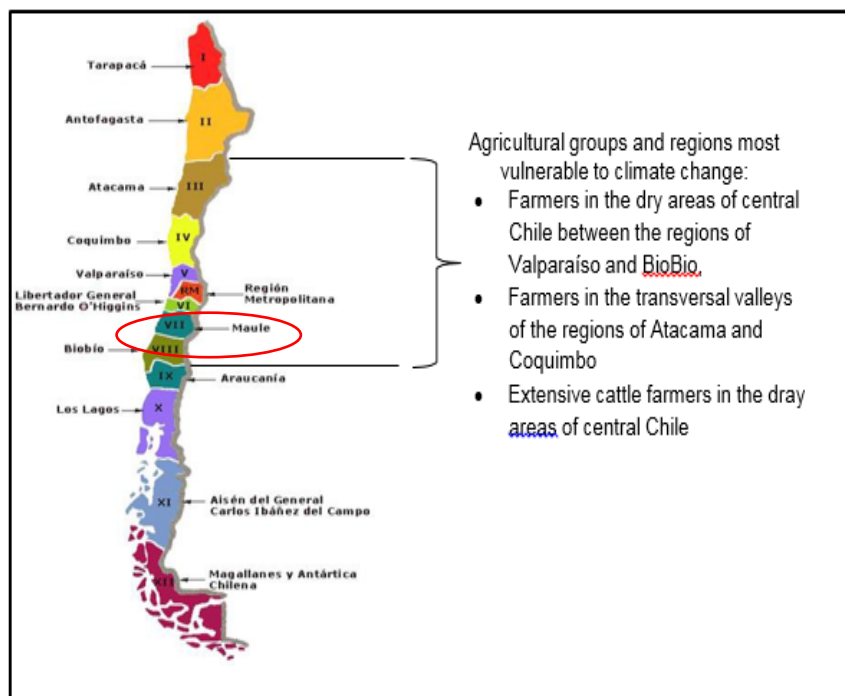 I
Tarapacá
II
Antofagasta
III
Atacama
IV
Coquimbo
V
Valparaíso
RM
Región
Metropolitana
Libertador General
Bernardo O'Higgins
VI
VII
Maule
Biobío
VIII
IX
Araucanía
X
Los Lagos
XI
Aisén del General
Carlos Ibáñez del Campo
XII
Magallanes y Antártica
Chilena
Agricultural groups and regions most
vulnerable to climate change:
• Farmers in the dry areas of central
Chile between the regions of
Valparaíso and BioBio,
• Farmers in the transversal valleys
of the regions of Atacama and
Coquimbo
• Extensive cattle farmers in the dray
areas of central Chile